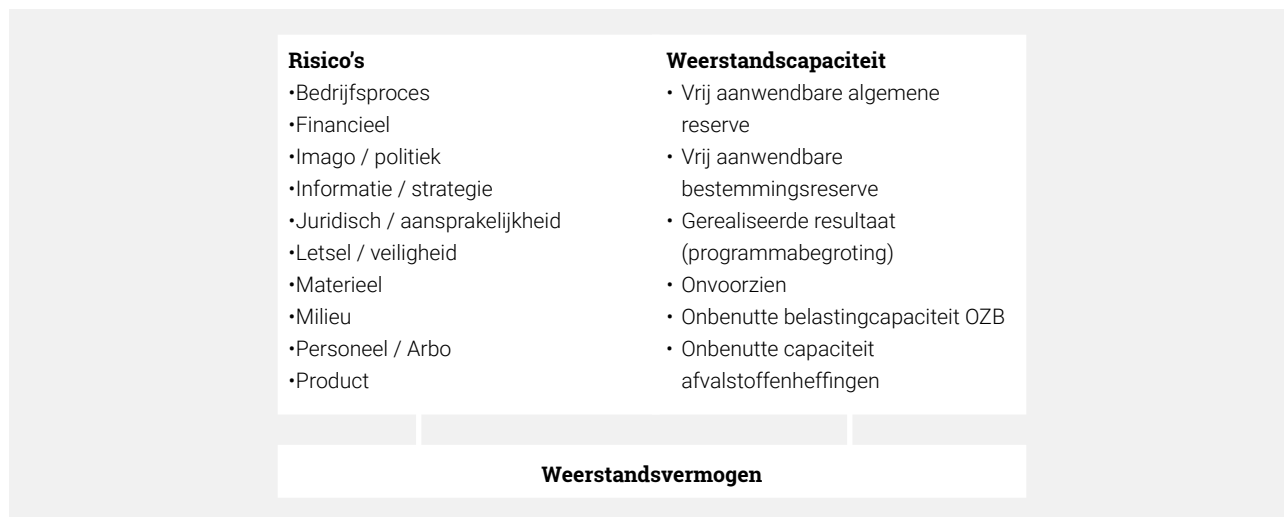 Risico’s
•Bedrijfsproces
•Financieel
•Imago / politiek
•Informatie / strategie
•Juridisch / aansprakelijkheid
•Letsel / veiligheid
•Materieel
•Milieu
•Personeel / Arbo
•Product
Weerstandscapaciteit
• Vrij aanwendbare algemene
reserve
• Vrij aanwendbare
bestemmingsreserve
• Gerealiseerde resultaat
(programmabegroting)
• Onvoorzien
• Onbenutte belastingcapaciteit OZB
• Onbenutte capaciteit
afvalstoffenheffingen
Weerstandsvermogen